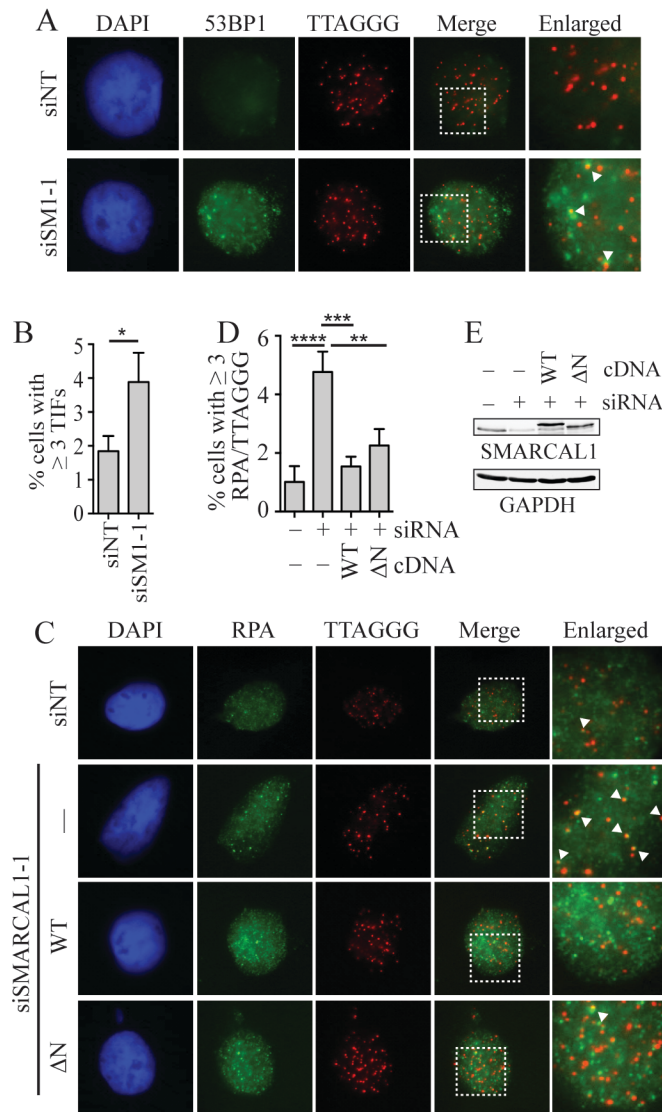 A
DAPI 53BP1 TTAGGG Merge Enlarged
siNT
siSM1-1
B
% cells with
≥ 3 TIFs
5
4
3
2
1
0
*
siNT
siSM1-1
D
% cells with ≥ 3
RPA/TTAGGG
6
4
2
0
***
**** **
– + + + siRNA
– – WT ΔN cDNA
E
– – WT ΔN cDNA
– + + + siRNA
SMARCAL1
GAPDH
C
DAPI RPA TTAGGG Merge Enlarged
siNT
siSMARCAL1-1
—
WT
ΔN